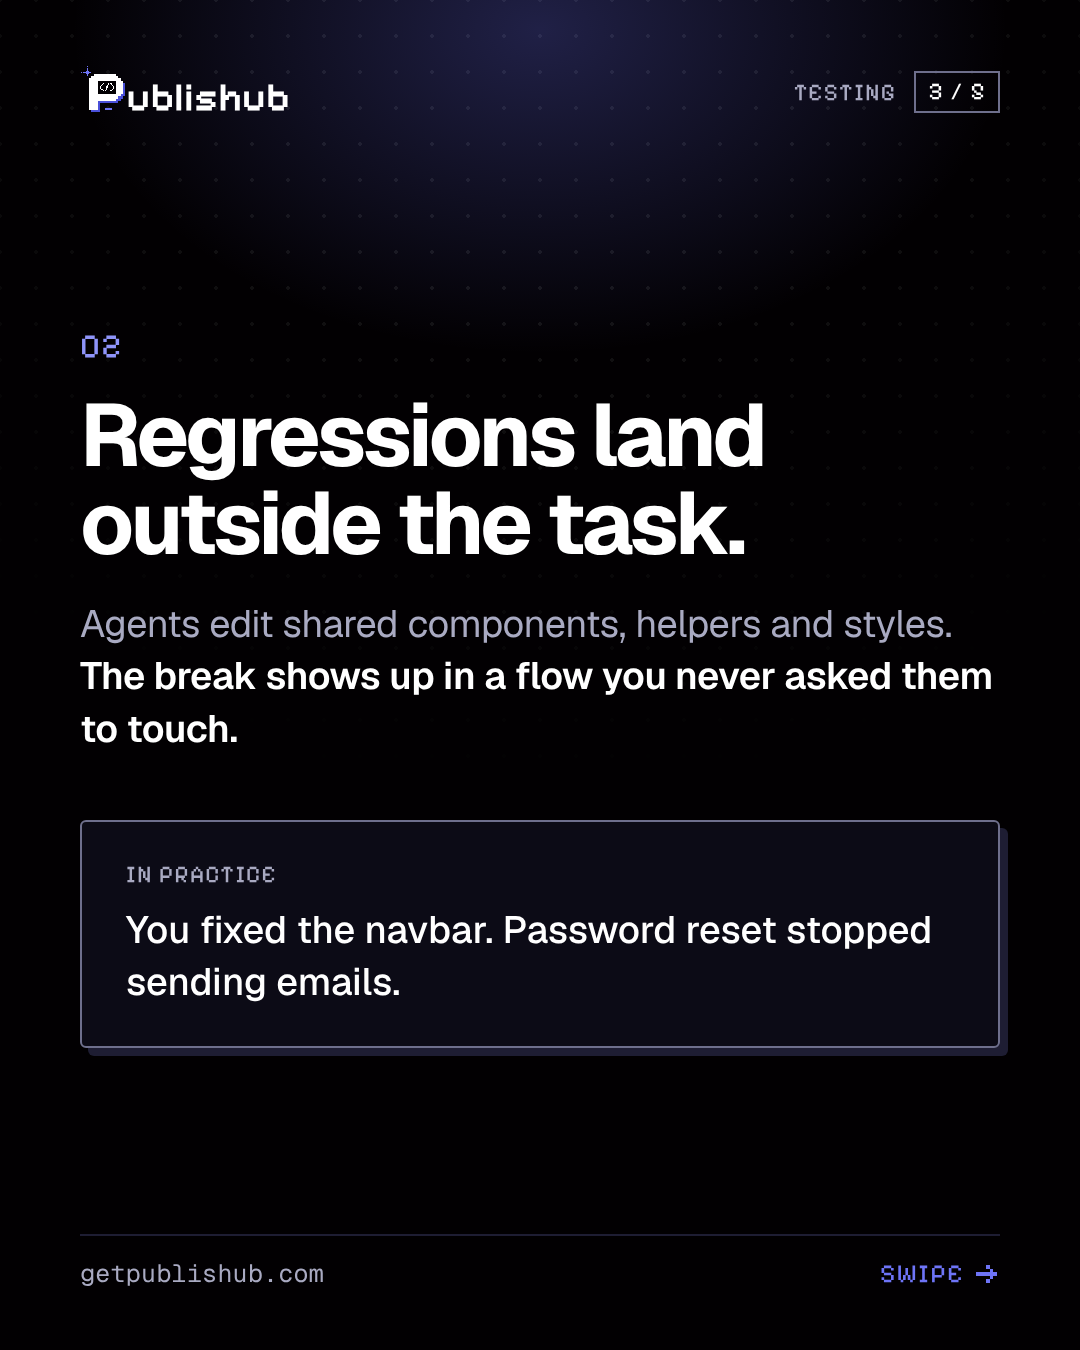 Publishub
TESTING
3 / 8
02
Regressions land
outside the task.
Agents edit shared components, helpers and styles.
The break shows up in a flow you never asked them
to touch.
IN PRACTICE
You fixed the navbar. Password reset stopped
sending emails.
getpublishub.com
SWIPE →